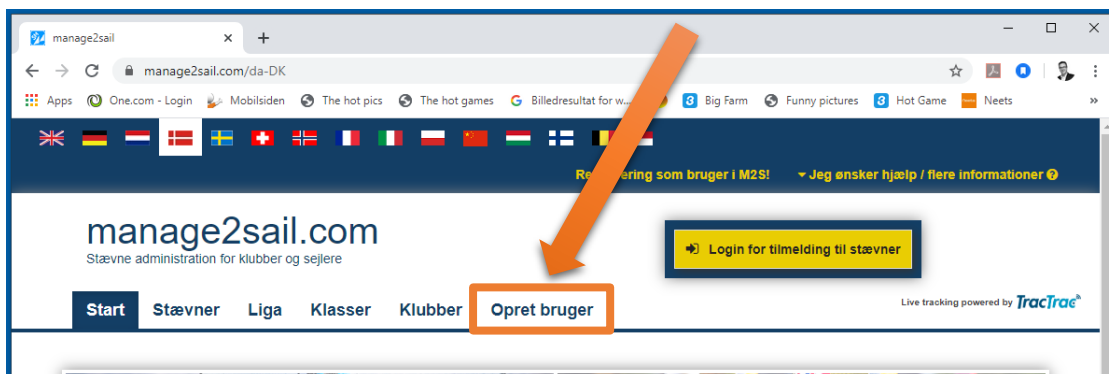 manage2sail
manage2sail.com/da-DK
Apps One.com - Login Mobilsiden The hot pics The hot games Billedresultat for w... Big Farm Funny pictures Hot Game Neets »
som bruger i M2S! Jeg ønsker hjælp / flere informationer
manage2sail.com
Stævne administration for klubber og sejlere
Login for tilmelding til stævner
Start Stævner Liga Klasser Klubber Opret bruger
Live tracking powered by TracTrac